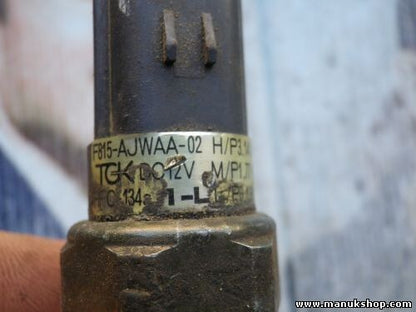 F815-AJWAA-02 H/P3.
TGK DC12V M/P1.7
134a 1-L
www.manukshop.com